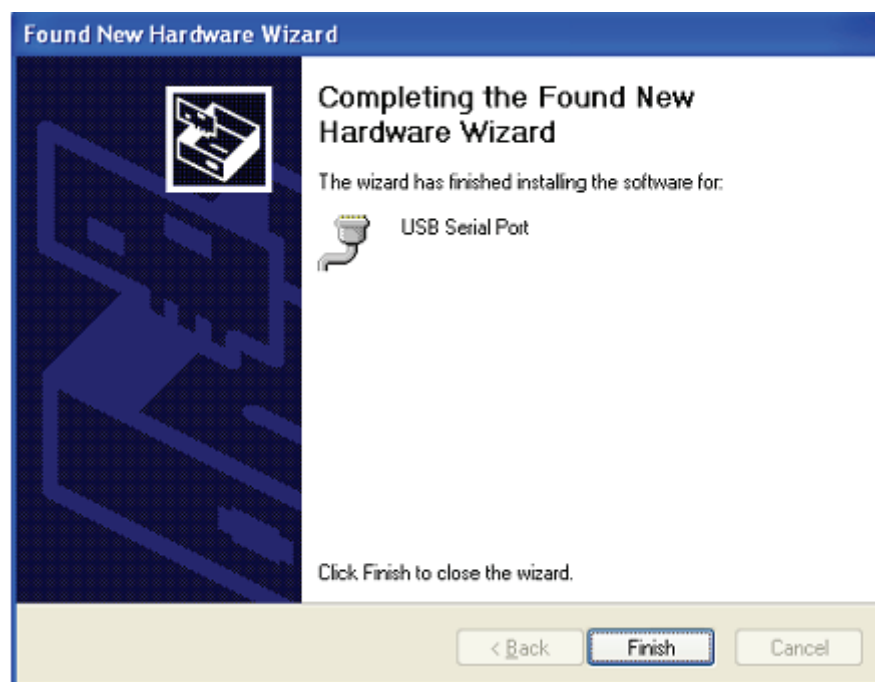 Found New Hardware Wizard
Completing the Found New
Hardware Wizard
The wizard has finished installing the software for:
USB Serial Port
Click Finish to close the wizard.
< Back
Finish
Cancel